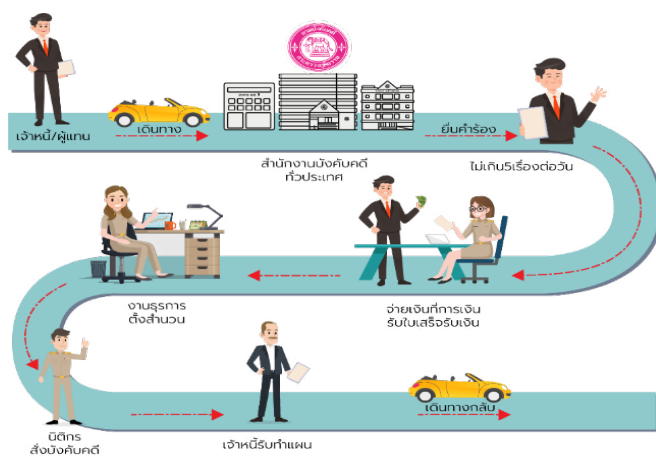 เจ้าหนี้/ผู้แทน
เดินทาง
สำนักงานบังคับคดี
ทั่วประเทศ
ยื่นคำร้อง
ไม่เกิน5เรื่องต่อวัน
จ่ายเงินที่การเงิน
รับใบเสร็จรับเงิน
งานธุรการ
ตั้งสำนวน
นิติกร
สั่งบังคับคดี
เจ้าหนี้รับทำแผน
เดินทางกลับ